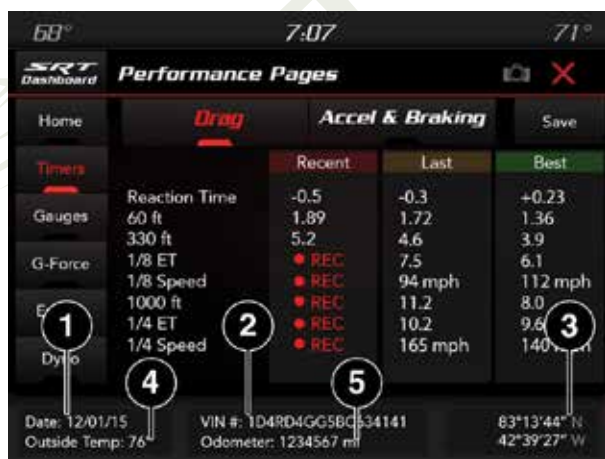 68° 7:07 71°
SRT Dashboard Performance Pages
Home Drag Accel & Braking Save
Timers Recent Last Best
Reaction Time -0.5 -0.3 +0.23
Gauges 60 ft 1.89 1.72 1.36
330 ft 5.2 4.6 3.9
G-Force 1/8 ET REC 7.5 6.1
1/8 Speed REC 94 mph 112 mph
1000 ft REC 11.2 8.0
1/4 ET REC 10.2 9.6
1/4 Speed REC 165 mph
1 2 3
4 5
Date: 12/01/15 VIN #: 83°13'44" N
Outside Temp: 76° Odometer: 1234567 mi 42°39'27" W